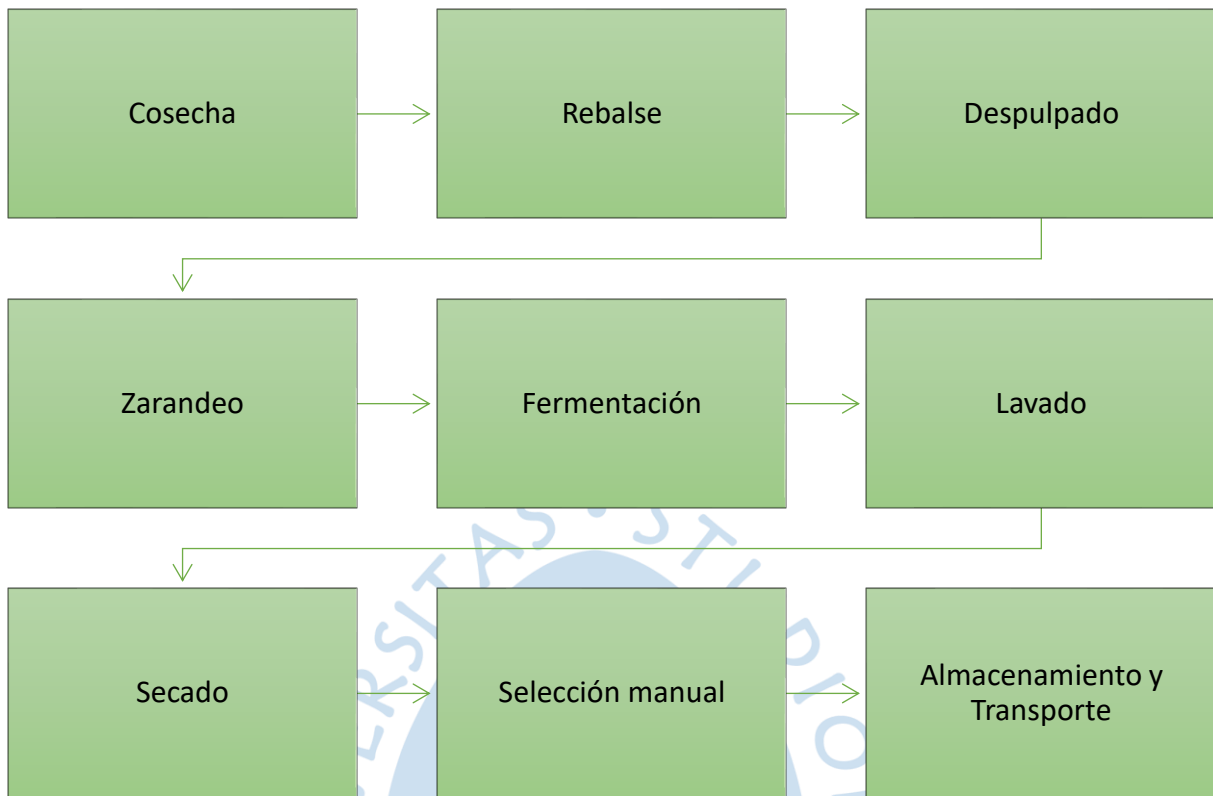 Cosecha
Rebalse
Despulpado
Zarandeo
Fermentación
Lavado
Secado
Selección manual
Almacenamiento y
Transporte